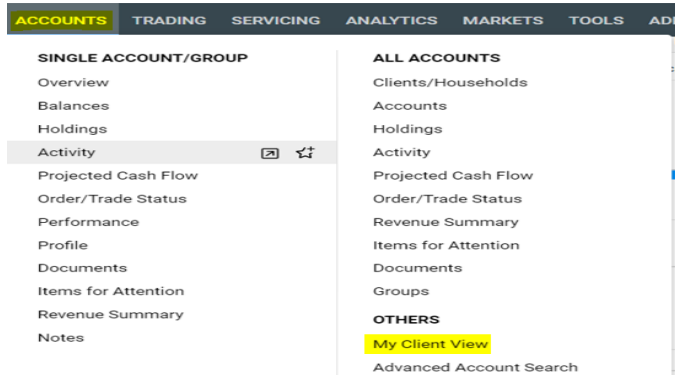 ACCOUNTS TRADING SERVICING ANALYTICS MARKETS TOOLS
SINGLE ACCOUNT/GROUP
Overview
Balances
Holdings
Activity
Projected Cash Flow
Order/Trade Status
Performance
Profile
Documents
Items for Attention
Revenue Summary
Notes
ALL ACCOUNTS
Clients/Households
Accounts
Holdings
Activity
Projected Cash Flow
Order/Trade Status
Revenue Summary
Items for Attention
Documents
Groups
OTHERS
My Client View
Advanced Account Search